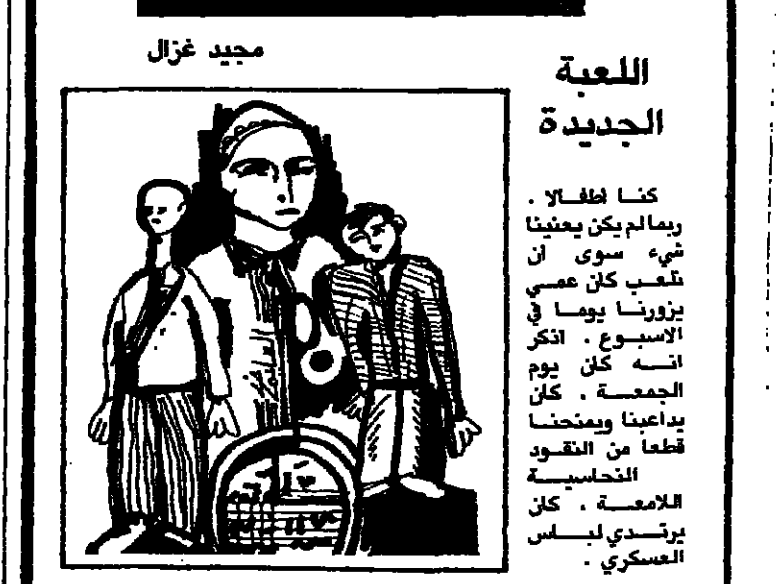 مجيد غزال
اللعبة
الجديدة
كنا اطفالا .
ربما لم يكن يعنينا
شيء سوى ان
نلعب كان عمي
يزورنا يوما في
الاسبوع . اذكر
انه كان يوم
الجمعة . كان
يداعبنا ويمنحنا
قطعا من النقود
النحاسية
اللامعة . كان
يرتدي لباس
العسكري .